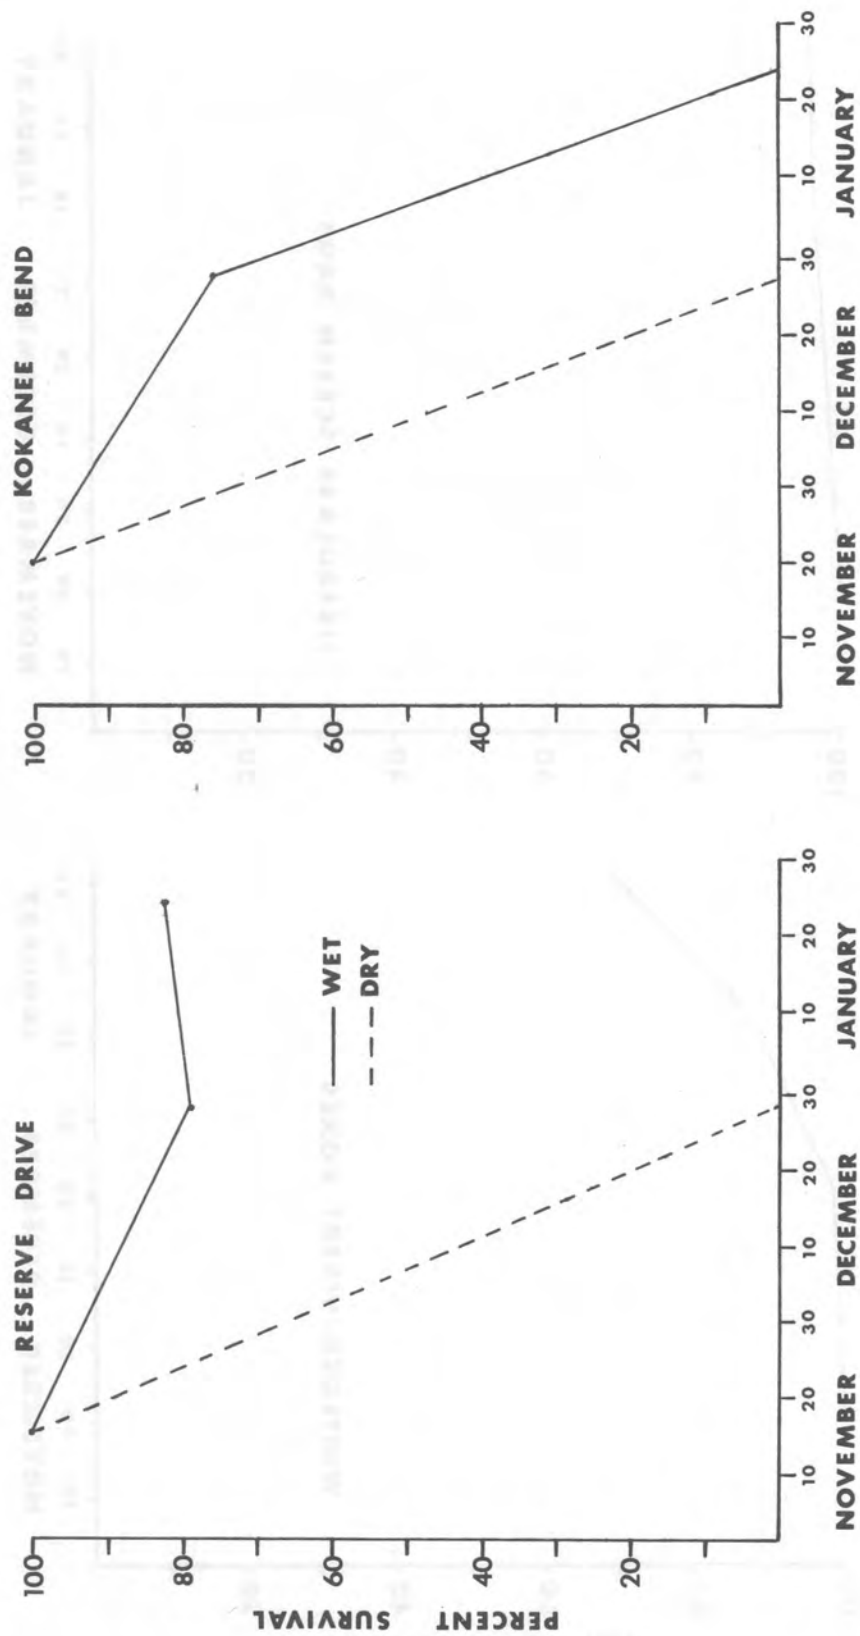 RESERVE DRIVE
PERCENT SURVIVAL
100
80
60
40
20
WET
DRY
10 20 30 10 20 30 10 20 30
NOVEMBER DECEMBER JANUARY
KOKANEE BEND
100
80
60
40
20
10 20 30 10 20 30 10 20 30
NOVEMBER DECEMBER JANUARY